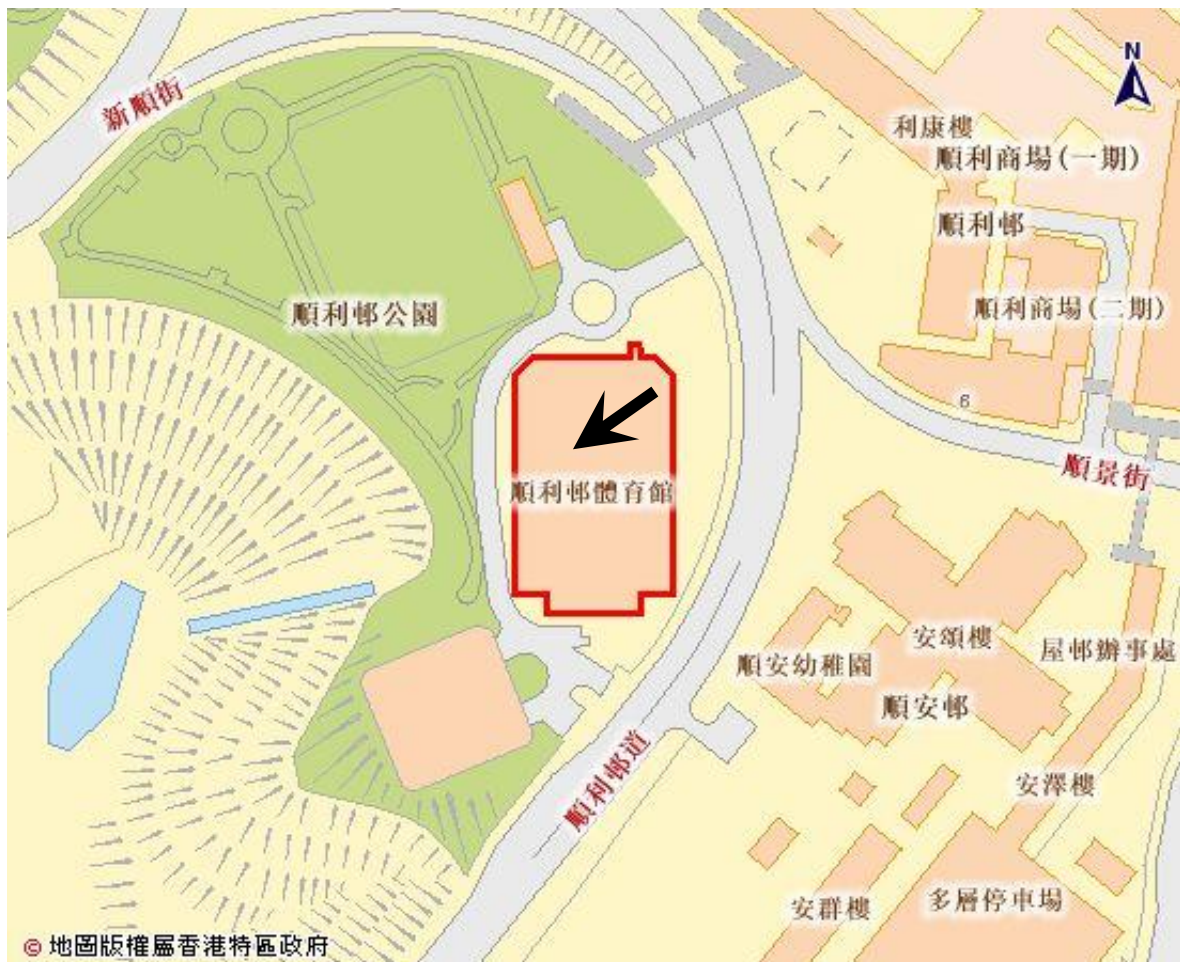 N
新順街
利康樓
順利商場(一期)
順利邨
順利邨公園
順利商場(二期)
6
順景街
順利邨體育館
安頌樓
屋邨辦事處
順安幼稚園
順安邨
順利邨道
安澤樓
安群樓
多層停車場
© 地圖版權屬香港特區政府